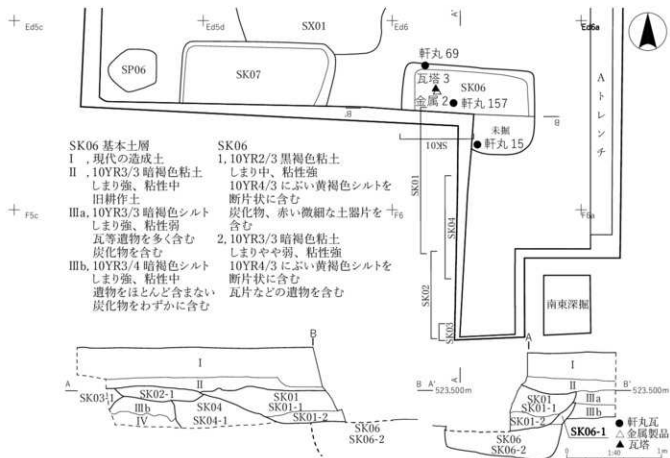 Ed5c
Ed5d
Ed6
Ed6a
SX01
SP06
SK07
軒丸 69
瓦塔 3
SK06
金属 2
軒丸 157
未掘
軒丸 15
Aトレンチ
A'
B'
B
SK01
SK01
SK04
SK02
SK03
F5c
F5d
F6
F6a
南東深掘
A
SK06 基本土層
Ⅰ , 現代の造成土
Ⅱ , 10YR3/3 暗褐色粘土
しまり強、粘性中
旧耕作土
Ⅲa, 10YR3/3 暗褐色シルト
しまり強、粘性弱
瓦等遺物を多く含む
炭化物を含む
Ⅲb, 10YR3/4 暗褐色シルト
しまり強、粘性中
遺物をほとんど含まない
炭化物をわずかに含む
SK06
1, 10YR2/3 黒褐色粘土
しまり中、粘性強
10YR4/3 にぶい黄褐色シルトを
断片状に含む
炭化物、赤い微細な土器片を
含む
2, 10YR3/3 暗褐色粘土
しまりやや弱、粘性強
10YR4/3 にぶい黄褐色シルトを
断片状に含む
瓦片などの遺物を含む
B
Ⅰ
Ⅱ
A
SK03-1
SK02-1
SK01
SK01-1
SK01-2
Ⅲb
Ⅳ
SK04
SK04-1
SK06
SK06-2
B
A'
523.500m
A
Ⅰ
Ⅱ
SK01
SK01-1
SK01-2
Ⅲa
Ⅲb
B'
523.500m
SK06
SK06-2
SK06-1
● 軒丸瓦
△ 金属製品
▲ 瓦塔
0
1:40
1m